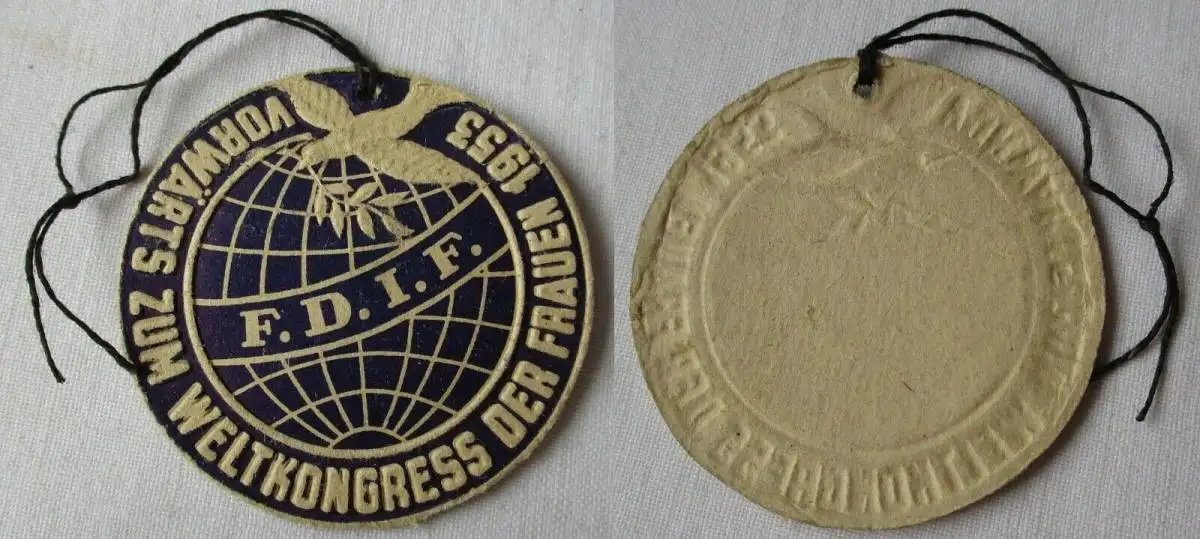 VORWÄRTS ZUM WELTKONGRESS DER FRAUEN 1953
F. D. I. F.